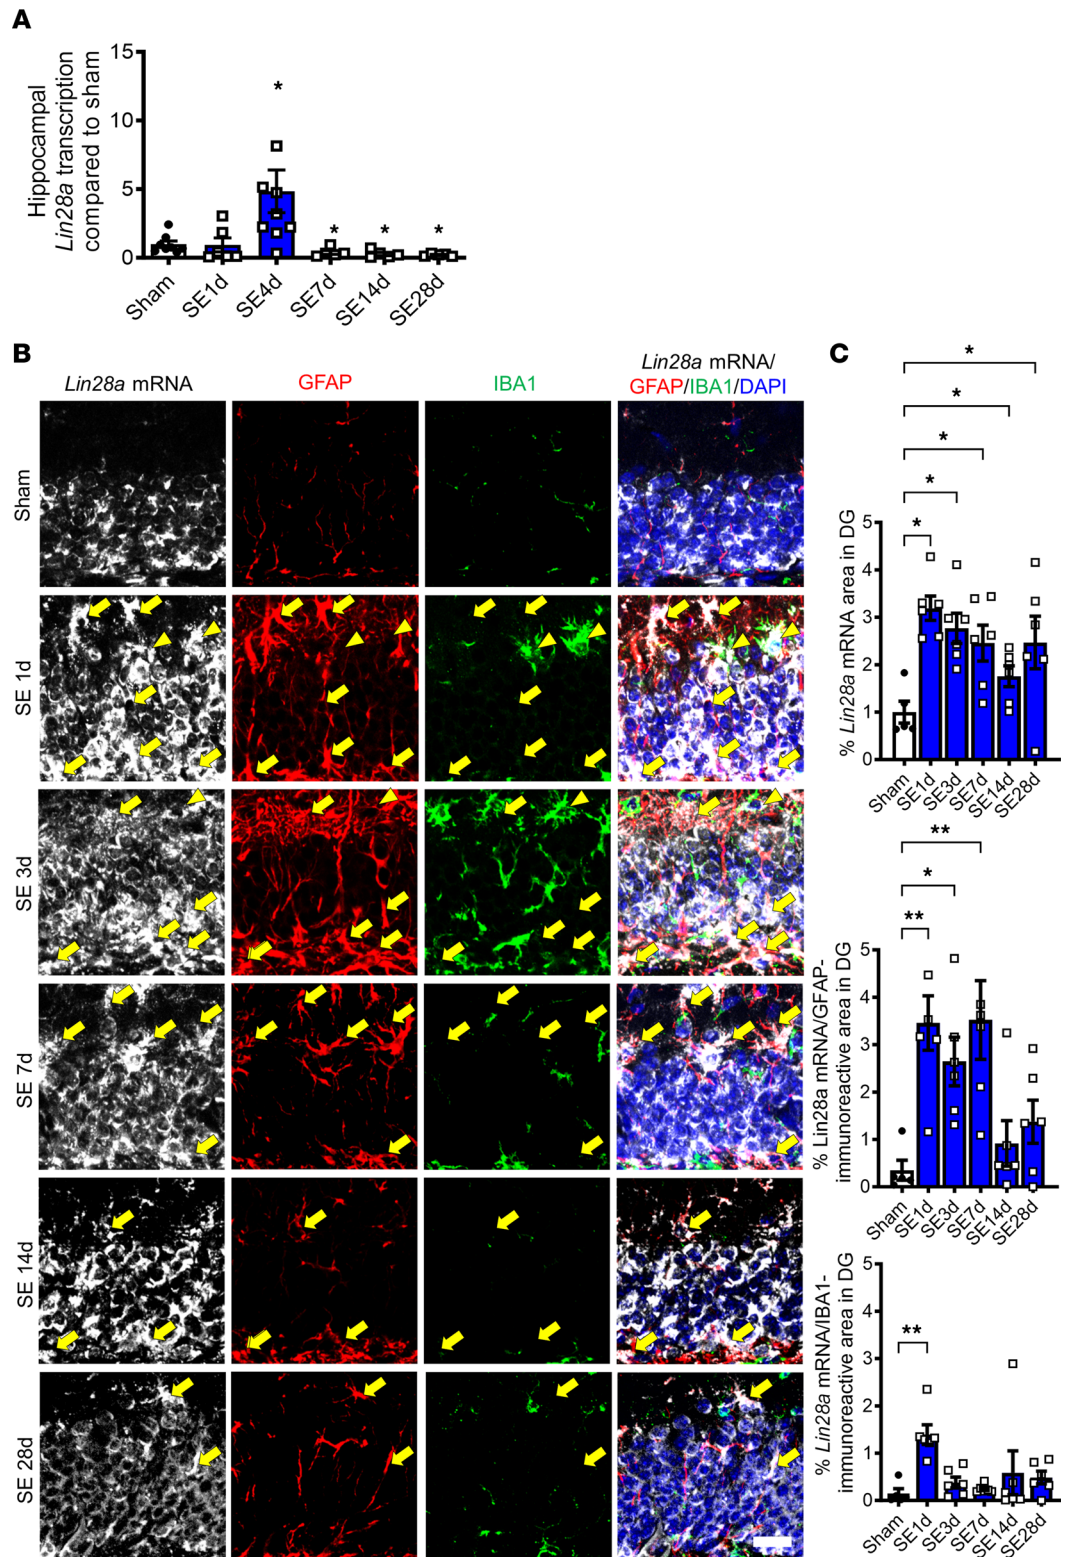 A
Hippocampal
Lin28a transcription
compared to sham
15
10
5
0
*
*
*
*
Sham
SE1d
SE4d
SE7d
SE14d
SE28d
B
Lin28a mRNA
GFAP
IBA1
Lin28a mRNA/
GFAP/IBA1/DAPI
Sham
SE 1d
SE 3d
SE 7d
SE 14d
SE 28d
C
*
*
*
*
*
% Lin28a mRNA area in DG
5
4
3
2
1
0
Sham
SE1d
SE3d
SE7d
SE14d
SE28d
**
*
**
% Lin28a mRNA/GFAP-
immunoreactive area in DG
5
4
3
2
1
0
Sham
SE1d
SE3d
SE7d
SE14d
SE28d
**
% Lin28a mRNA/IBA1-
immunoreactive area in DG
5
4
3
2
1
0
Sham
SE1d
SE3d
SE7d
SE14d
SE28d